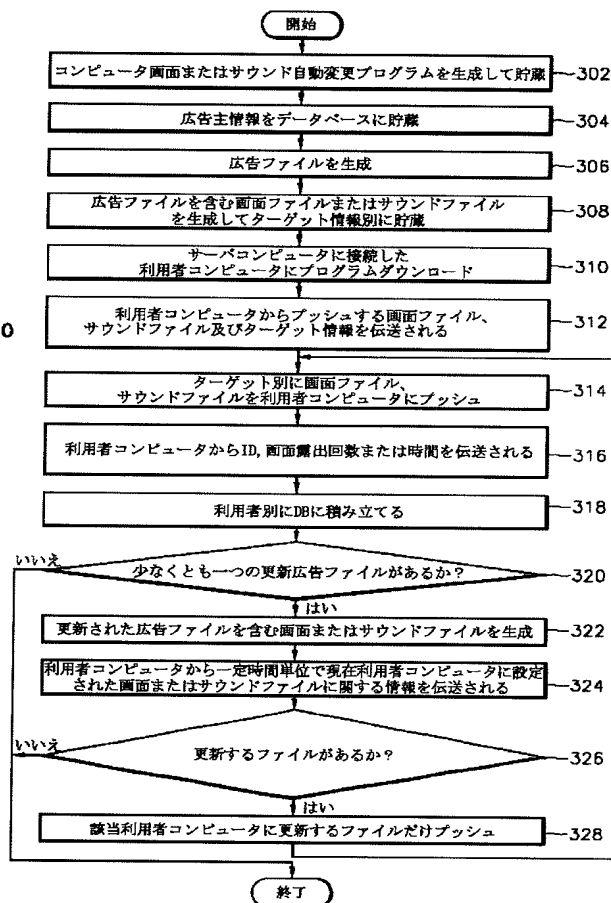 開始
コンピュータ画面またはサウンド自動変更プログラムを生成して貯蔵
302
広告主情報をデータベースに貯蔵
304
広告ファイルを生成
306
広告ファイルを含む画面ファイルまたはサウンドファイル
を生成してターゲット情報別に貯蔵
308
サーバコンピュータに接続した
利用者コンピュータにプログラムダウンロード
310
利用者コンピュータからプッシュする画面ファイル、
サウンドファイル及びターゲット情報を伝送される
312
0
ターゲット別に画面ファイル、
サウンドファイルを利用者コンピュータにプッシュ
314
利用者コンピュータからID, 画面露出回数または時間を伝送される
316
利用者別にDBに積み立てる
318
いいえ
少なくとも一つの更新広告ファイルがあるか？
320
はい
更新された広告ファイルを含む画面またはサウンドファイルを生成
322
利用者コンピュータから一定時間単位で現在利用者コンピュータに設定
された画面またはサウンドファイルに関する情報を伝送される
324
いいえ
更新するファイルがあるか？
326
はい
該当利用者コンピュータに更新するファイルだけプッシュ
328
終了